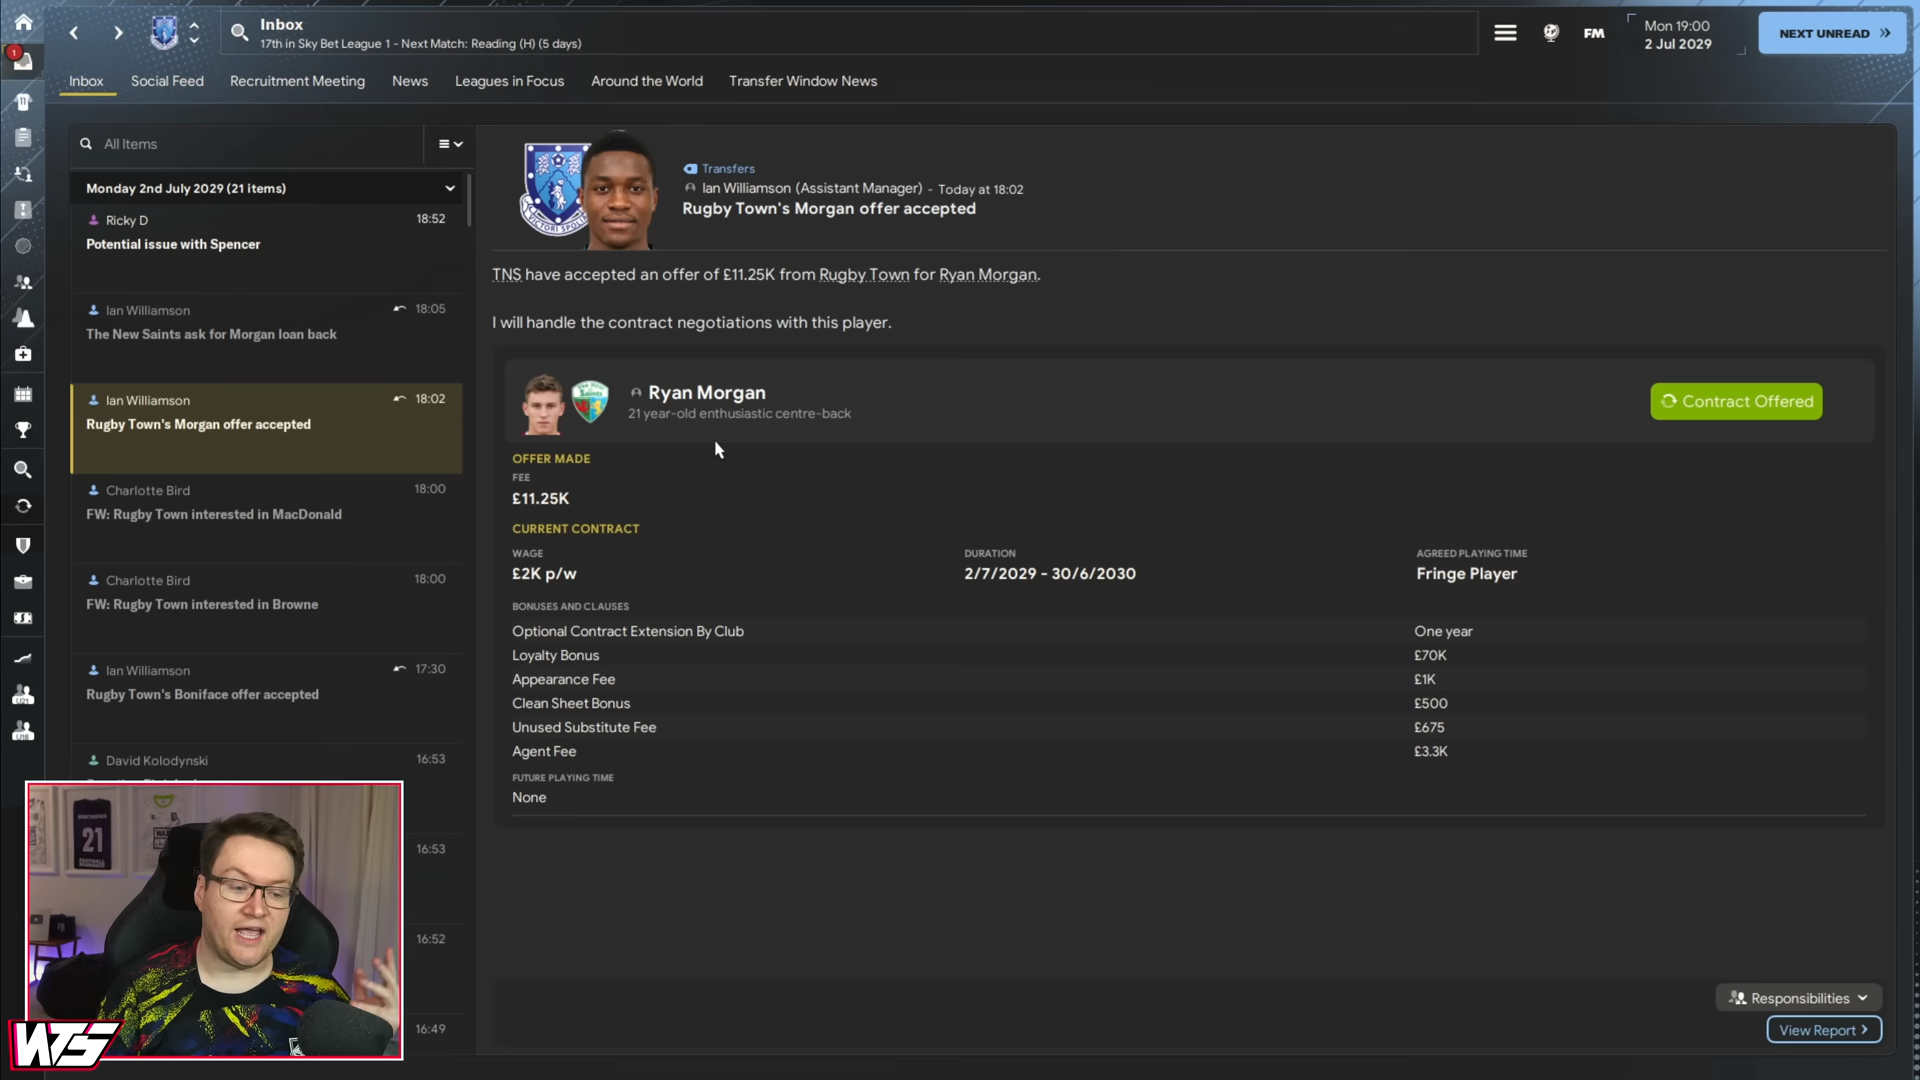 Inbox
17th in Sky Bet League 1 - Next Match: Reading (H) (5 days)
FM
Mon 19:00
2 Jul 2029
NEXT UNREAD
1
Inbox
Social Feed
Recruitment Meeting
News
Leagues in Focus
Around the World
Transfer Window News
All Items
Monday 2nd July 2029 (21 items)
Ricky D
18:52
Potential issue with Spencer
Ian Williamson
18:05
The New Saints ask for Morgan loan back
Ian Williamson
18:02
Rugby Town's Morgan offer accepted
Charlotte Bird
18:00
FW: Rugby Town interested in MacDonald
Charlotte Bird
18:00
FW: Rugby Town interested in Browne
Ian Williamson
17:30
Rugby Town's Boniface offer accepted
David Kolodynski
16:53
16:53
16:52
16:49
Transfers
Ian Williamson (Assistant Manager) - Today at 18:02
Rugby Town's Morgan offer accepted
TNS have accepted an offer of £11.25K from Rugby Town for Ryan Morgan.
I will handle the contract negotiations with this player.
Ryan Morgan
21 year-old enthusiastic centre-back
Contract Offered
OFFER MADE
FEE
£11.25K
CURRENT CONTRACT
WAGE
£2K p/w
DURATION
2/7/2029 - 30/6/2030
AGREED PLAYING TIME
Fringe Player
BONUSES AND CLAUSES
Optional Contract Extension By Club
One year
Loyalty Bonus
£70K
Appearance Fee
£1K
Clean Sheet Bonus
£500
Unused Substitute Fee
£675
Agent Fee
£3.3K
FUTURE PLAYING TIME
None
Responsibilities
View Report
U21
U18
21
WTS